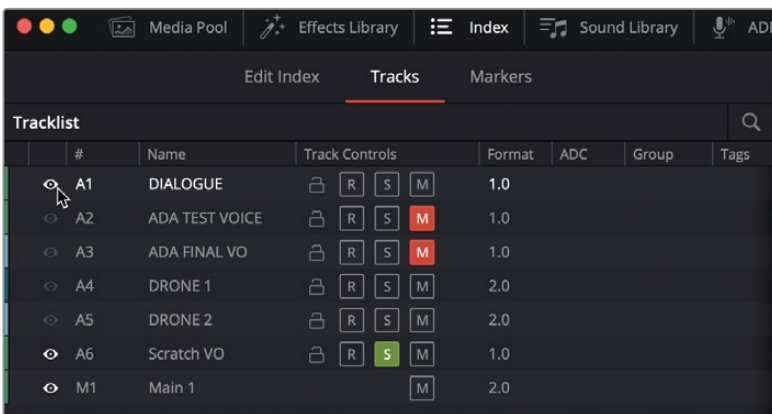 Media Pool Effects Library Index Sound Library AD
Edit Index Tracks Markers
Tracklist
# Name Track Controls Format ADC Group Tags
A1 DIALOGUE R S M 1.0
A2 ADA TEST VOICE R S M 1.0
A3 ADA FINAL VO R S M 1.0
A4 DRONE 1 R S M 2.0
A5 DRONE 2 R S M 2.0
A6 Scratch VO R S M 1.0
M1 Main 1 M 2.0